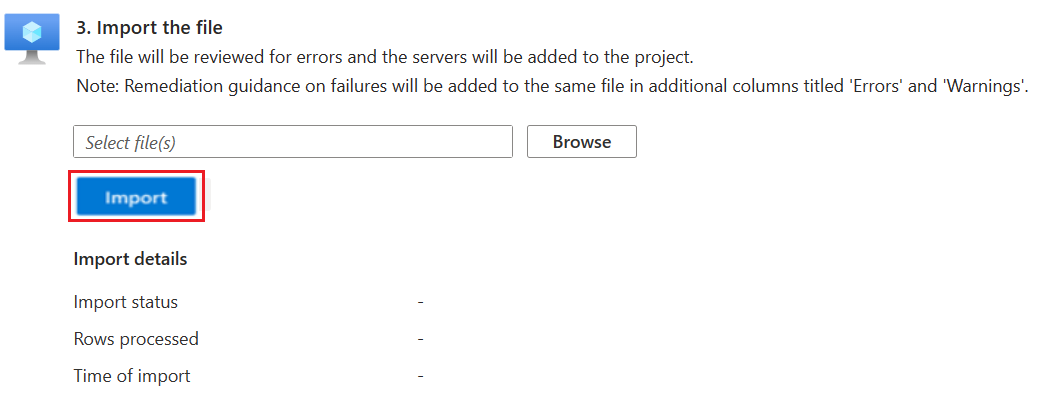 3. Import the file
The file will be reviewed for errors and the servers will be added to the project.
Note: Remediation guidance on failures will be added to the same file in additional columns titled 'Errors' and 'Warnings'.
Select file(s)
Browse
Import
Import details
Import status -
Rows processed -
Time of import -